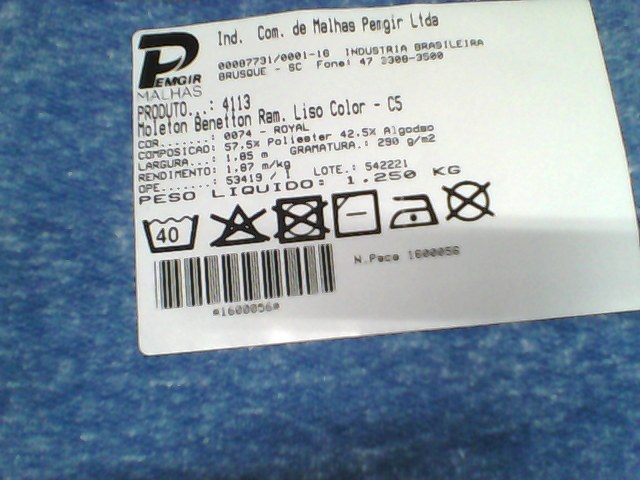 Ind. Com. de Malhas Pemgir Ltda
00087731/0001-16 INDUSTRIA BRASILEIRA
BRUSQUE - SC Fone: 47 3308-3500
PEMGIR
MALHAS
PRODUTO..: 4113
Moleton Benetton Ram. Liso Color - C5
COR.......: 0074 - ROYAL
COMPOSICAO: 57.5% Poliester 42.5% Algodao
LARGURA...: 1,85 m GRAMATURA.: 290 g/m2
RENDIMENTO: 1,87 m/kg
OPE.......: 53419 / 1 LOTE.: 542221
PESO LIQUIDO: 1.250 KG
40
N.Peca 1600056
*1600056*